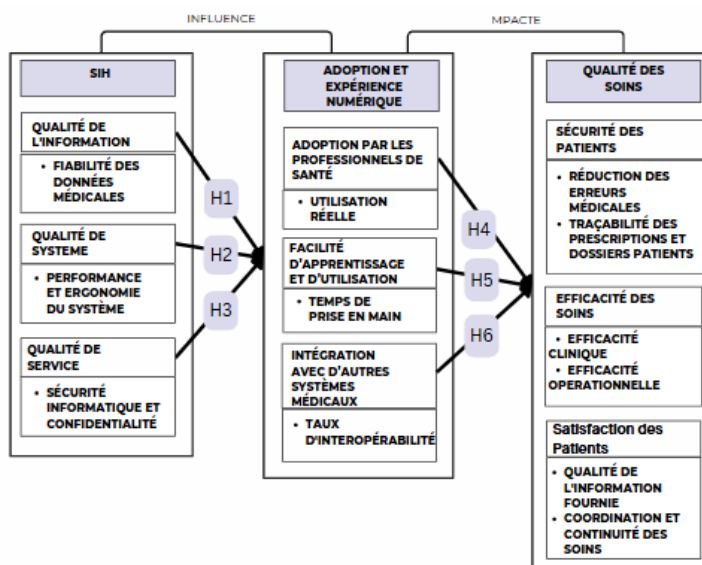 INFLUENCE
MPACTE
SIH
QUALITÉ DE
L'INFORMATION
• FIABILITÉ DES
DONNÉES
MÉDICALES
QUALITÉ DE
SYSTEME
• PERFORMANCE
ET ERGONOMIE
DU SYSTÈME
QUALITÉ DE
SERVICE
• SÉCURITÉ
INFORMATIQUE ET
CONFIDENTIALITÉ
H1
H2
H3
ADOPTION ET
EXPÉRIENCE
NUMÉRIQUE
ADOPTION PAR LES
PROFESSIONNELS DE
SANTÉ
• UTILISATION
RÉELLE
FACILITÉ
D'APPRENTISSAGE
ET D'UTILISATION
• TEMPS DE
PRISE EN MAIN
INTÉGRATION
AVEC D'AUTRES
SYSTÈMES
MÉDICAUX
• TAUX
D'INTEROPÉRABILITÉ
H4
H5
H6
QUALITÉ DES
SOINS
SÉCURITÉ DES
PATIENTS
• RÉDUCTION DES
ERREURS
MÉDICALES
• TRAÇABILITÉ DES
PRESCRIPTIONS ET
DOSSIERS PATIENTS
EFFICACITÉ DES
SOINS
• EFFICACITÉ
CLINIQUE
• EFFICACITÉ
OPERATIONNELLE
Satisfaction des
Patients
• QUALITÉ DE
L'INFORMATION
FOURNIE
• COORDINATION ET
CONTINUITÉ DES
SOINS